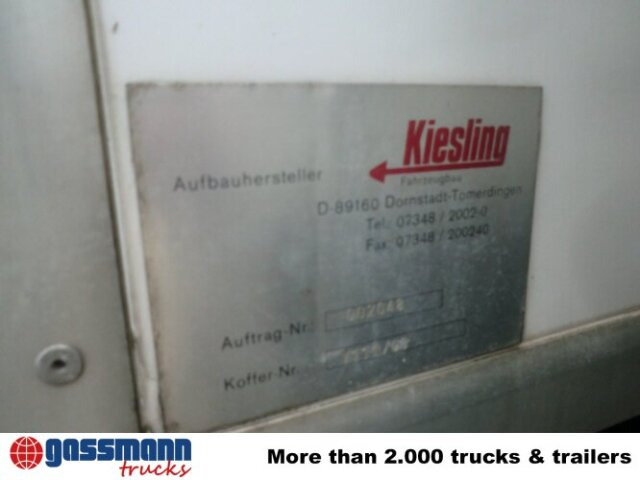 Kiesling
Aufbauhersteller
Fahrzeugbau
D-89160 Dornstadt-Tomerdingen
Tel.: 07348 / 2002-0
Fax: 07348 / 200240
Auftrag-Nr.:
Koffer-Nr.
gassmann
trucks
More than 2.000 trucks & trailers